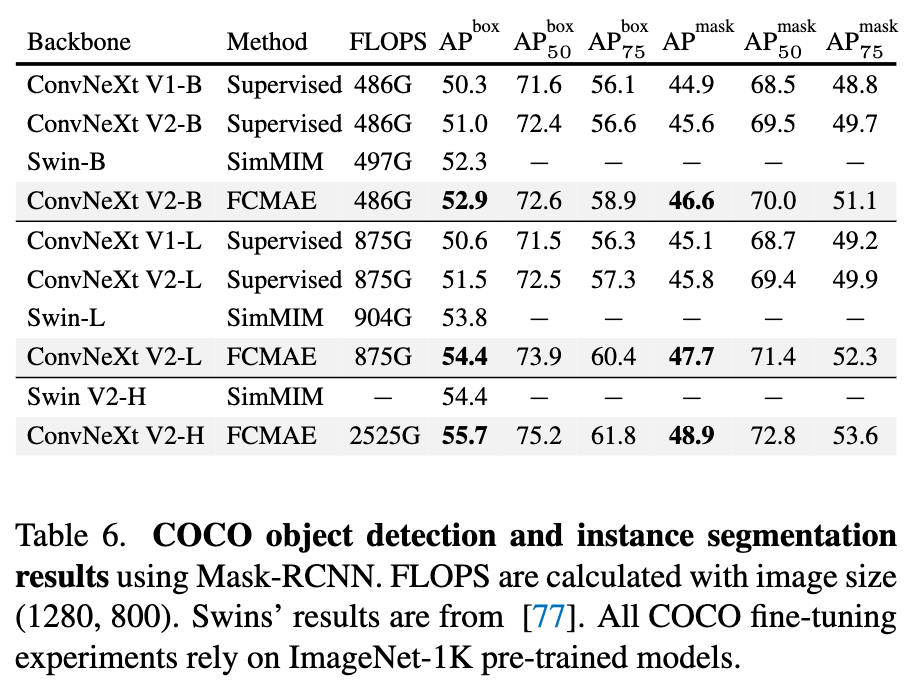 Backbone Method FLOPS AP^box AP^box_50 AP^box_75 AP^mask AP^mask_50 AP^mask_75
ConvNeXt V1-B Supervised 486G 50.3 71.6 56.1 44.9 68.5 48.8
ConvNeXt V2-B Supervised 486G 51.0 72.4 56.6 45.6 69.5 49.7
Swin-B SimMIM 497G 52.3 — — — — —
ConvNeXt V2-B FCMAE 486G 52.9 72.6 58.9 46.6 70.0 51.1
ConvNeXt V1-L Supervised 875G 50.6 71.5 56.3 45.1 68.7 49.2
ConvNeXt V2-L Supervised 875G 51.5 72.5 57.3 45.8 69.4 49.9
Swin-L SimMIM 904G 53.8 — — — — —
ConvNeXt V2-L FCMAE 875G 54.4 73.9 60.4 47.7 71.4 52.3
Swin V2-H SimMIM — 54.4 — — — — —
ConvNeXt V2-H FCMAE 2525G 55.7 75.2 61.8 48.9 72.8 53.6
Table 6. COCO object detection and instance segmentation
results using Mask-RCNN. FLOPS are calculated with image size
(1280, 800). Swins’ results are from [77]. All COCO fine-tuning
experiments rely on ImageNet-1K pre-trained models.